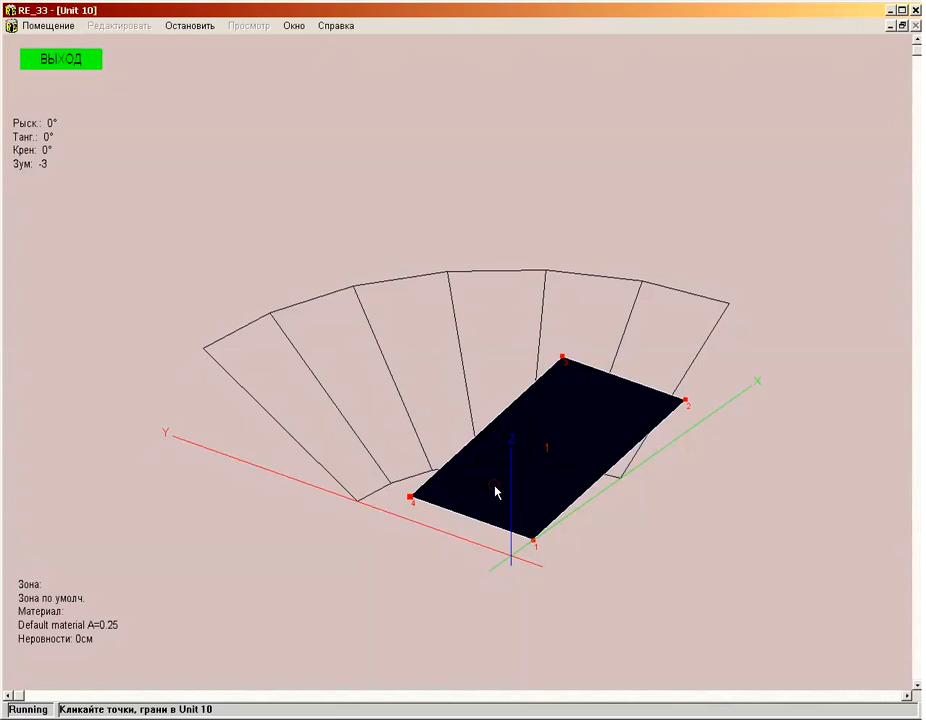 RE_33 - [Unit 10]
Помещение Редактировать Остановить Просмотр Окно Справка
ВЫХОД
Рыск.: 0°
Танг.: 0°
Крен: 0°
Зум: -3
X
Y
Z
3
2
1
4
1
Зона:
Зона по умолч.
Материал:
Default material A=0.25
Неровности: 0см
Running Кликайте точки, грани в Unit 10